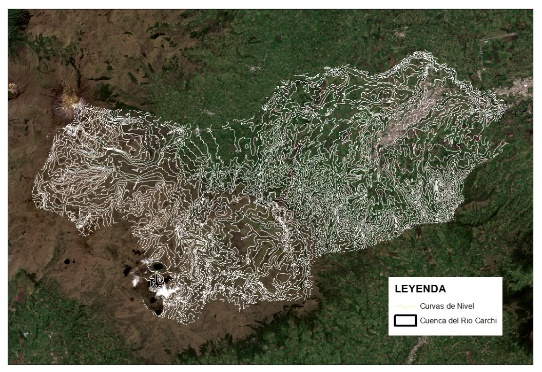 LEYENDA
Curvas de Nivel
Cuenca del Rio Carchi